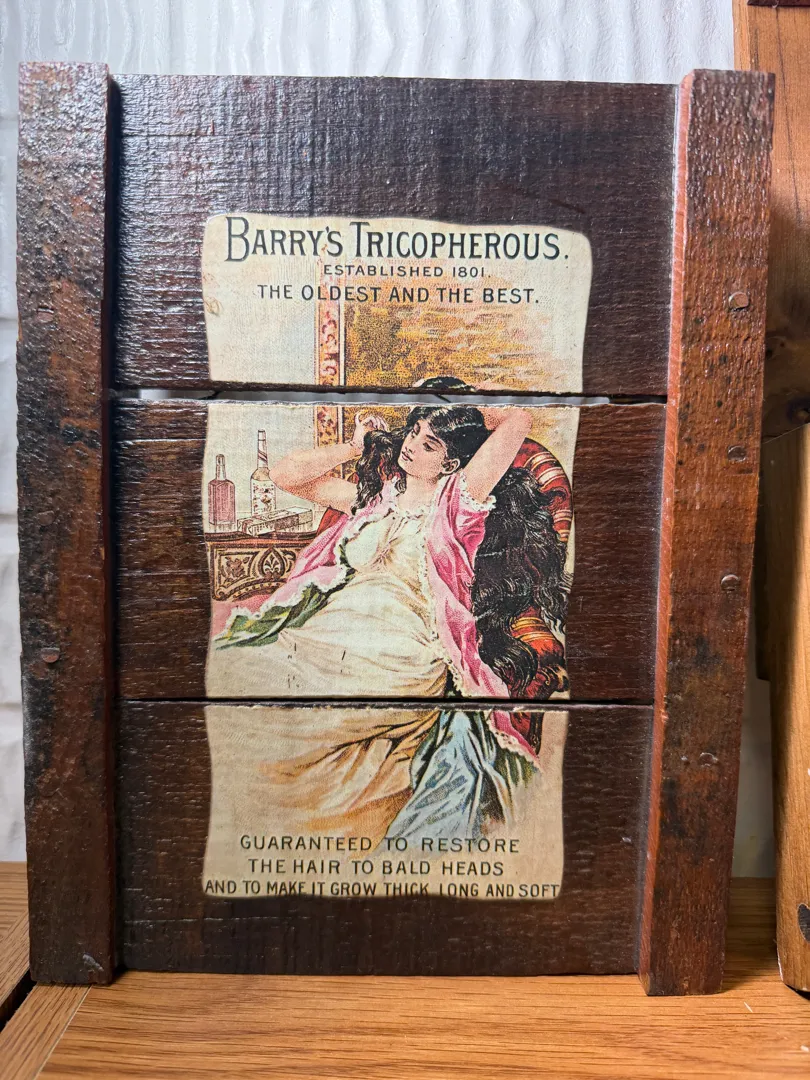 BARRY'S TRICOPHEROUS.
ESTABLISHED 1801.
THE OLDEST AND THE BEST.
GUARANTEED TO RESTORE
THE HAIR TO BALD HEADS
AND TO MAKE IT GROW THICK LONG AND SOFT